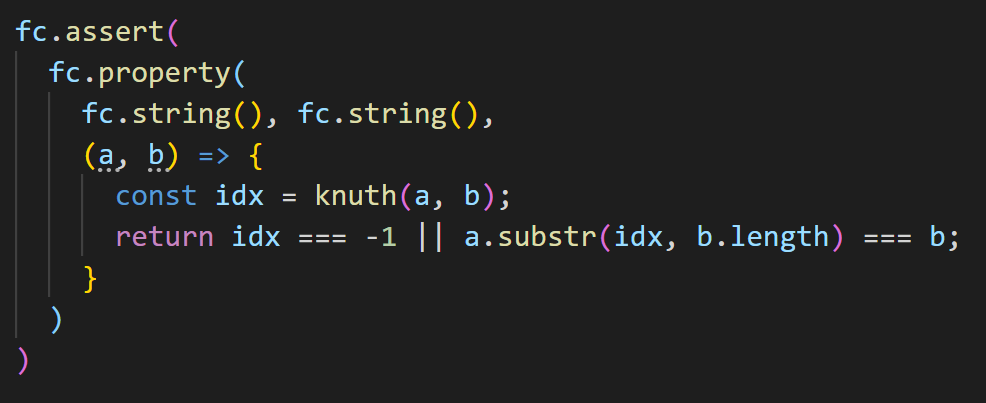 fc.assert(
  fc.property(
    fc.string(), fc.string(),
    (a, b) => {
      const idx = knuth(a, b);
      return idx === -1 || a.substr(idx, b.length) === b;
    }
  )
)